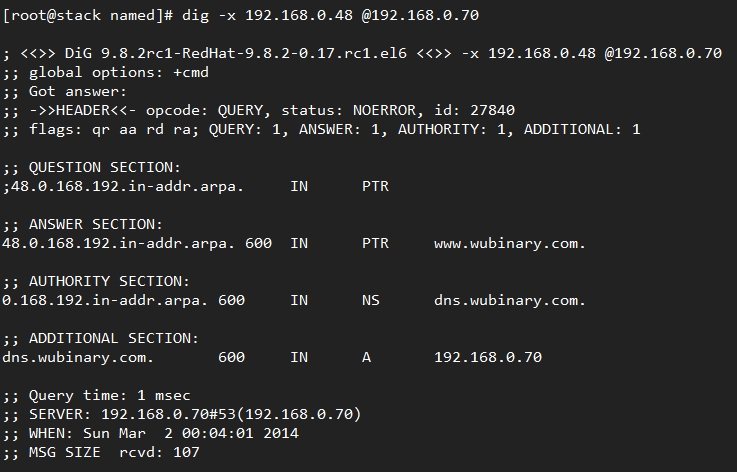 [root@stack named]# dig -x 192.168.0.48 @192.168.0.70
; <<>> DiG 9.8.2rc1-RedHat-9.8.2-0.17.rc1.el6 <<>> -x 192.168.0.48 @192.168.0.70
;; global options: +cmd
;; Got answer:
;; ->>HEADER<<- opcode: QUERY, status: NOERROR, id: 27840
;; flags: qr aa rd ra; QUERY: 1, ANSWER: 1, AUTHORITY: 1, ADDITIONAL: 1
;; QUESTION SECTION:
;48.0.168.192.in-addr.arpa. IN PTR
;; ANSWER SECTION:
48.0.168.192.in-addr.arpa. 600 IN PTR www.wubinary.com.
;; AUTHORITY SECTION:
0.168.192.in-addr.arpa. 600 IN NS dns.wubinary.com.
;; ADDITIONAL SECTION:
dns.wubinary.com. 600 IN A 192.168.0.70
;; Query time: 1 msec
;; SERVER: 192.168.0.70#53(192.168.0.70)
;; WHEN: Sun Mar 2 00:04:01 2014
;; MSG SIZE rcvd: 107